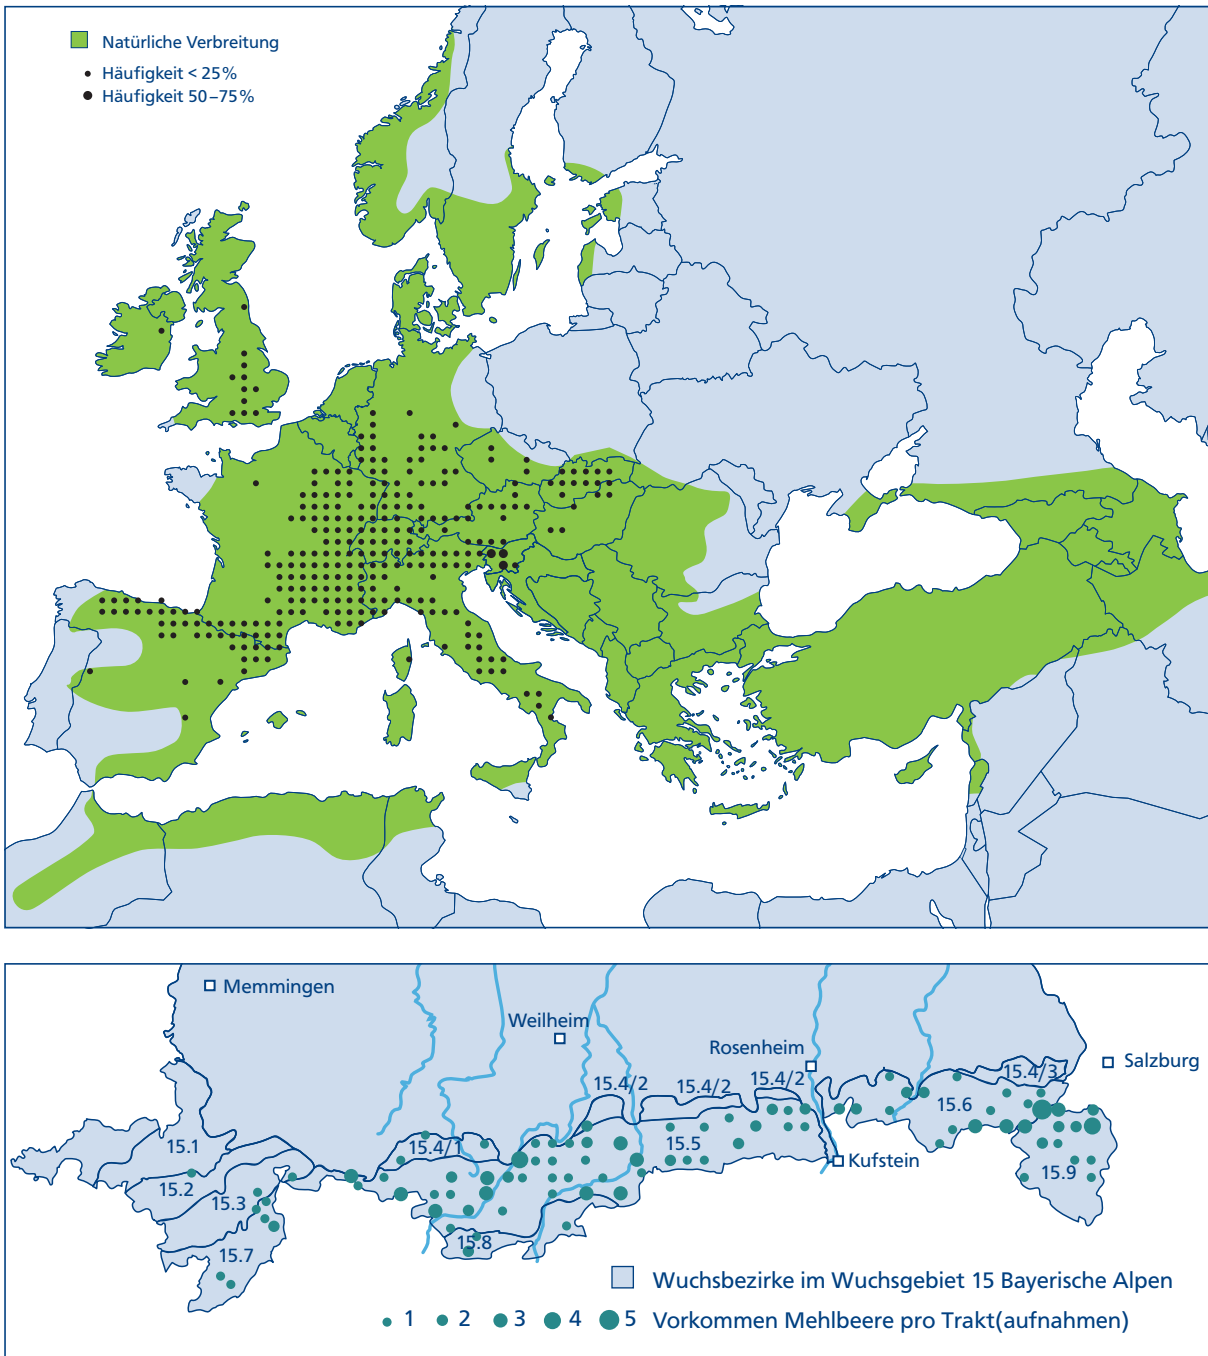 Natürliche Verbreitung
Häufigkeit < 25%
Häufigkeit 50–75%
Memmingen
Weilheim
Rosenheim
Salzburg
15.4/2
15.4/2
15.4/2
15.4/3
15.6
15.1
15.4/1
15.5
Kufstein
15.9
15.2
15.3
15.8
15.7
Wuchsbezirke im Wuchsgebiet 15 Bayerische Alpen
1 2 3 4 5 Vorkommen Mehlbeere pro Trakt(aufnahmen)